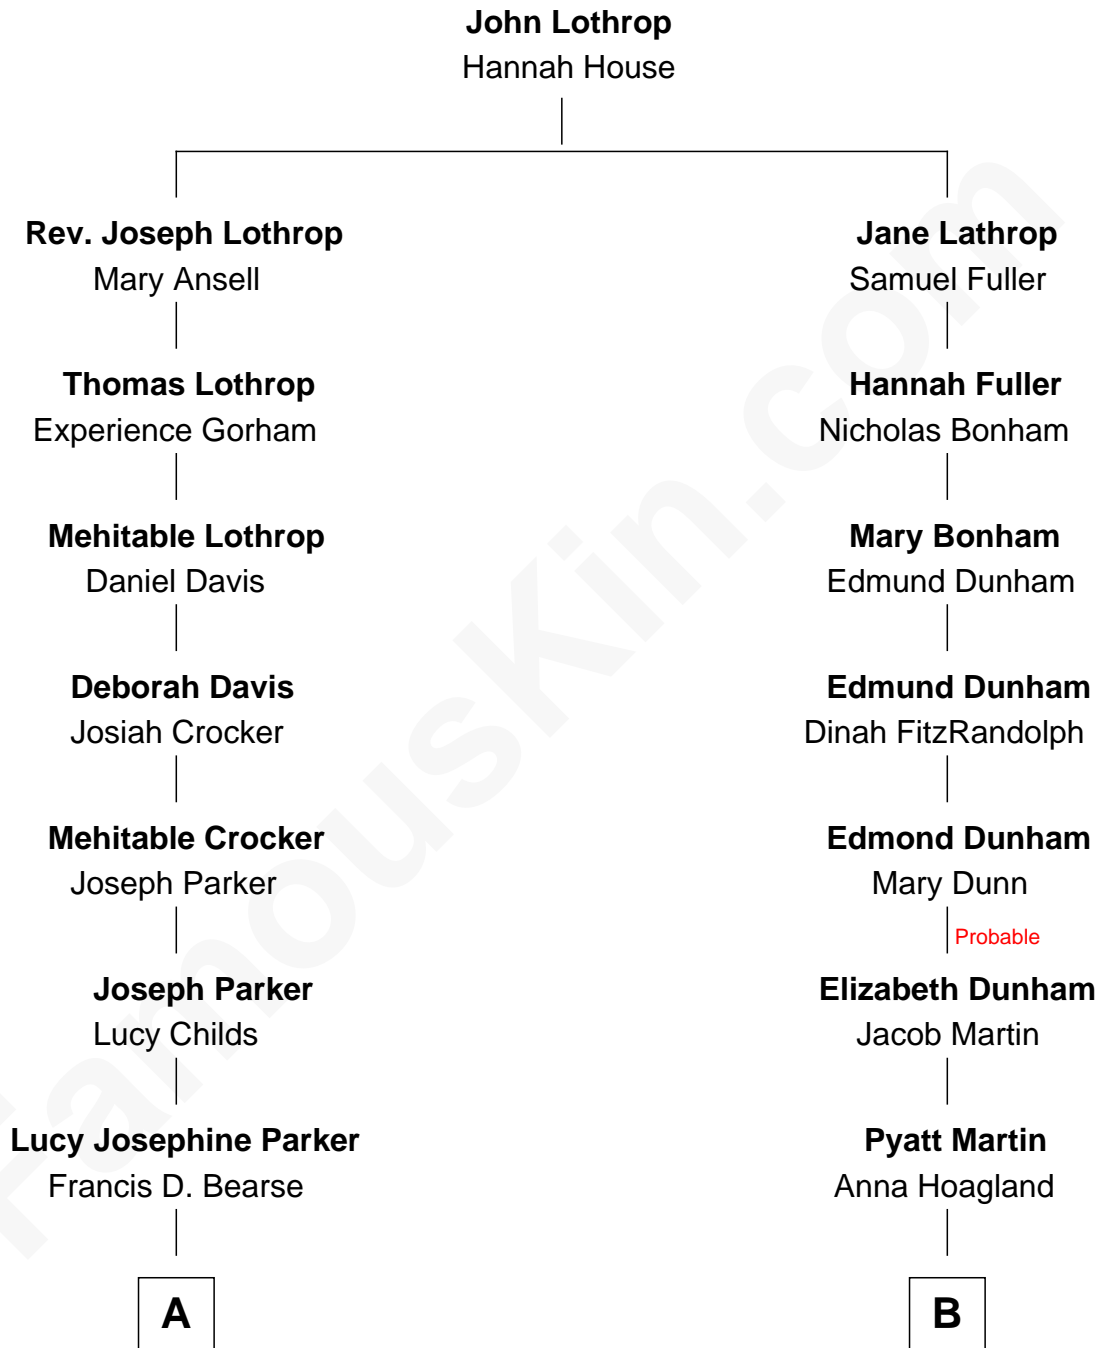 John Lothrop
Hannah House
Rev. Joseph Lothrop
Mary Ansell
Jane Lathrop
Samuel Fuller
Thomas Lothrop
Experience Gorham
Hannah Fuller
Nicholas Bonham
Mehitable Lothrop
Daniel Davis
Mary Bonham
Edmund Dunham
Deborah Davis
Josiah Crocker
Edmund Dunham
Dinah FitzRandolph
Mehitable Crocker
Joseph Parker
Edmond Dunham
Mary Dunn
Probable
Joseph Parker
Lucy Childs
Elizabeth Dunham
Jacob Martin
Lucy Josephine Parker
Francis D. Bearse
Pyatt Martin
Anna Hoagland
A
B
FamousKin.com